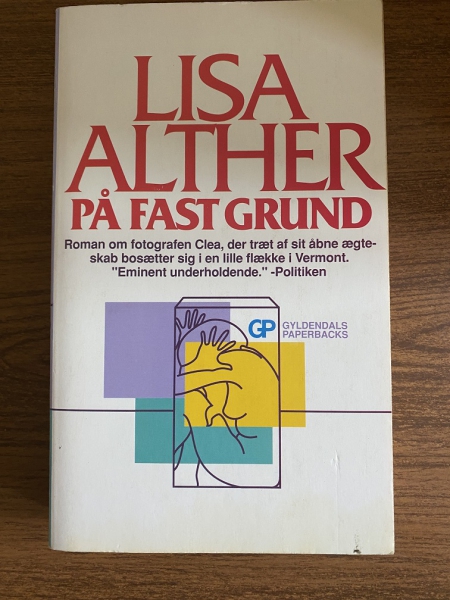 LISA
ALTHER
PÅ FAST GRUND
Roman om fotografen Clea, der træt af sit åbne ægte-
skab bosætter sig i en lille flække i Vermont.
"Eminent underholdende." -Politiken
GP
GYLDENDALS
PAPERBACKS